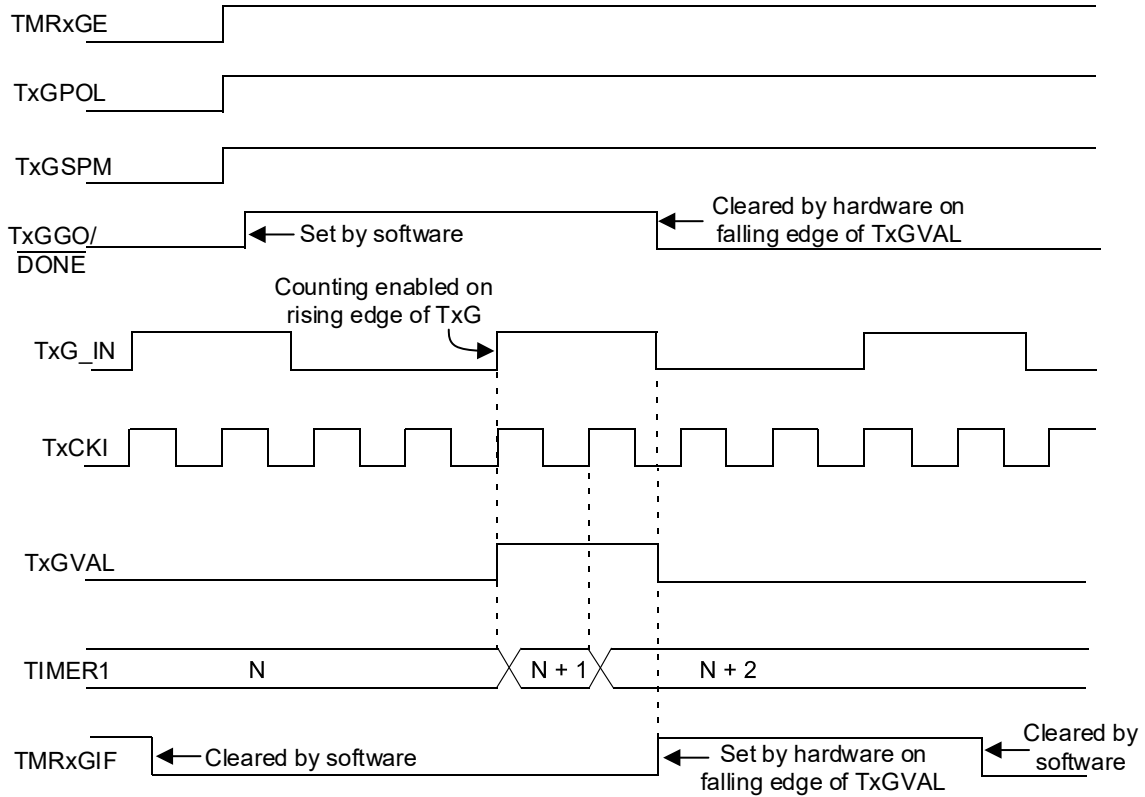 TMRxGE
TxGPOL
TxGSPM
TxGGO/
DONE
Set by software
Cleared by hardware on
falling edge of TxGVAL
Counting enabled on
rising edge of TxG
TxG_IN
TxCKI
TxGVAL
TIMER1
N
N + 1
N + 2
TMRxGIF
Cleared by software
Set by hardware on
falling edge of TxGVAL
Cleared by
software